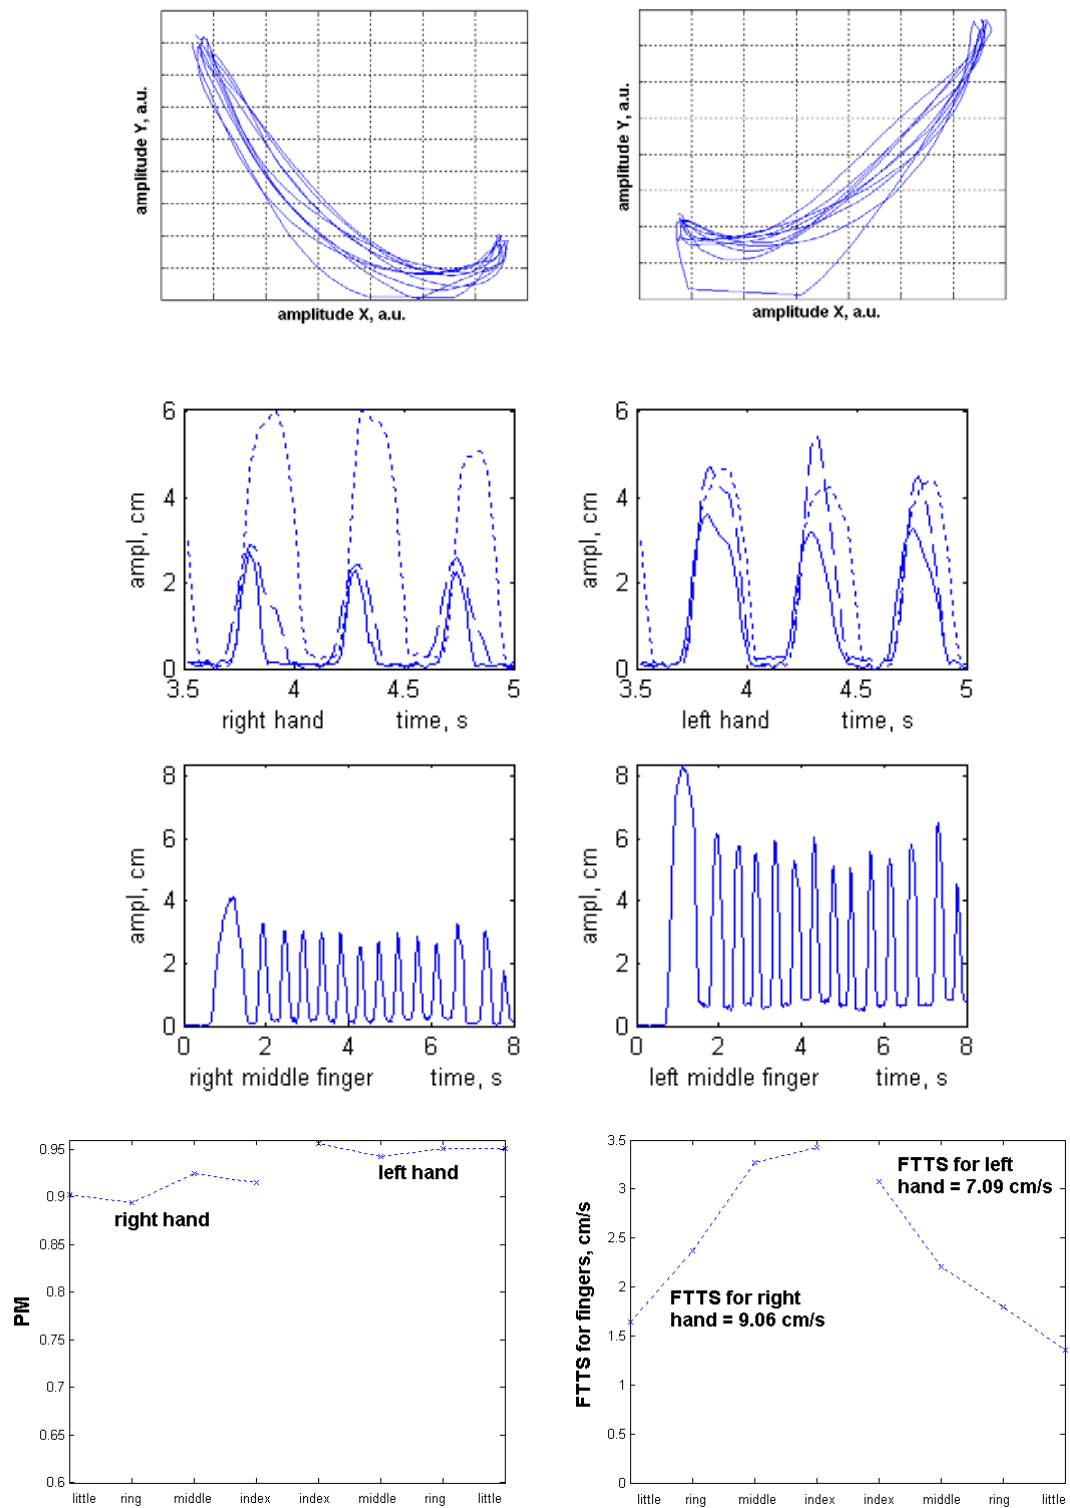 amplitude Y, a.u.
amplitude X, a.u.
amplitude Y, a.u.
amplitude X, a.u.
ampl, cm
6
4
2
0
3.5 4 4.5 5
right hand time, s
ampl, cm
6
4
2
0
3.5 4 4.5 5
left hand time, s
ampl, cm
8
6
4
2
0
0 2 4 6 8
right middle finger time, s
ampl, cm
8
6
4
2
0
0 2 4 6 8
left middle finger time, s
PM
0.95
0.9
0.85
0.8
0.75
0.7
0.65
0.6
right hand
left hand
little ring middle index index middle ring little
FTTS for fingers, cm/s
3.5
3
2.5
2
1.5
1
0.5
0
FTTS for left
hand = 7.09 cm/s
FTTS for right
hand = 9.06 cm/s
little ring middle index index middle ring little